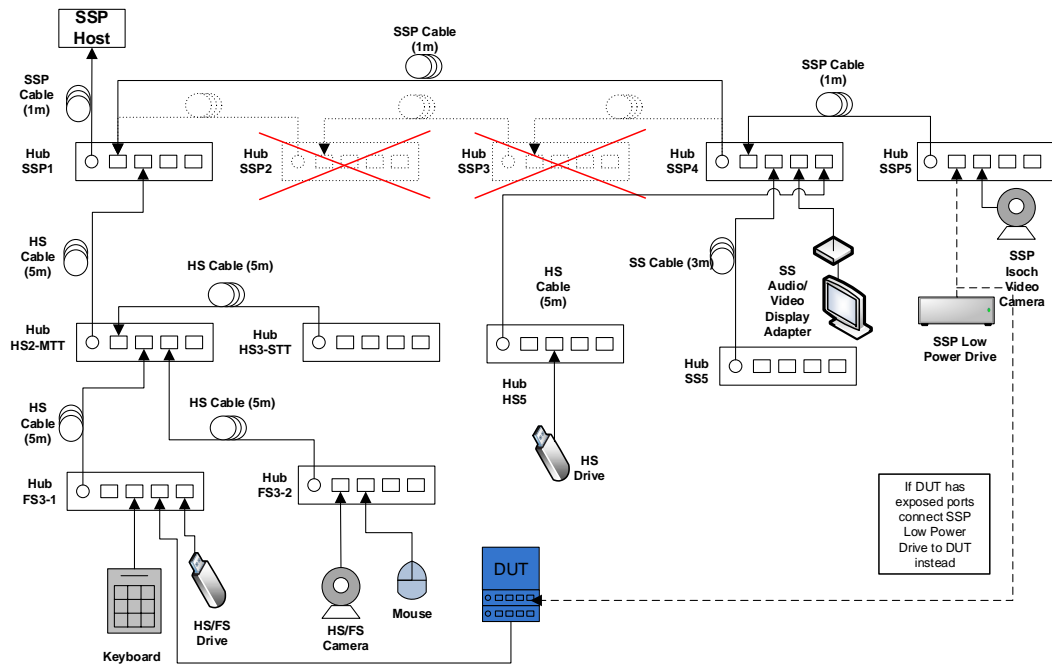 SSP
Host
SSP
Cable
(1m)
SSP Cable
(1m)
SSP Cable
(1m)
Hub
SSP1
Hub
SSP2
Hub
SSP3
Hub
SSP4
Hub
SSP5
HS
Cable
(5m)
HS Cable (5m)
HS
Cable
(5m)
SS Cable (3m)
SS
Audio/
Video
Display
Adapter
SSP
Isoch
Video
Camera
SSP Low
Power Drive
Hub
HS2-MTT
Hub
HS3-STT
Hub
HS5
Hub
SS5
HS
Cable
(5m)
HS Cable (5m)
HS
Drive
Hub
FS3-1
Hub
FS3-2
If DUT has
exposed ports
connect SSP
Low Power
Drive to DUT
instead
DUT
Keyboard
HS/FS
Drive
HS/FS
Camera
Mouse